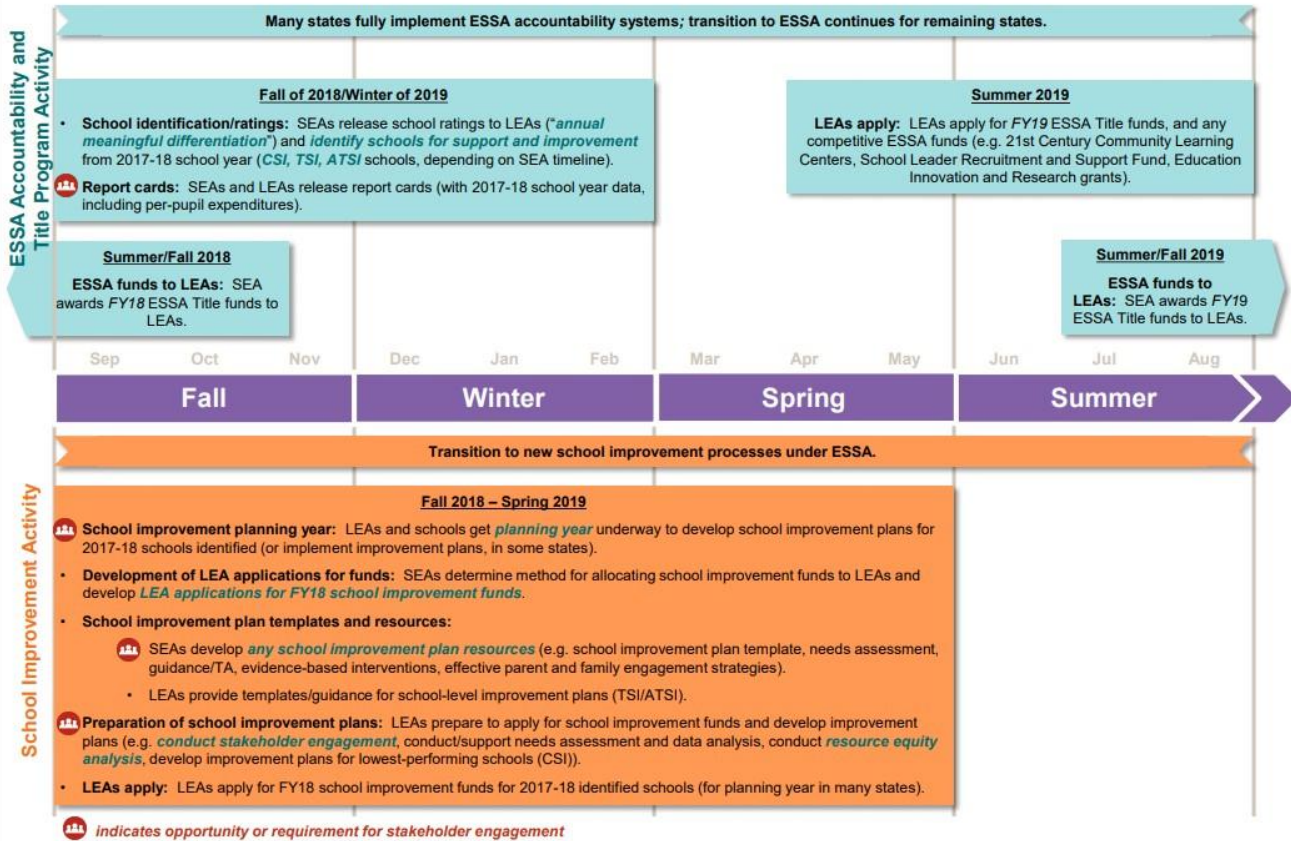 ESSA Accountability and
Title Program Activity
Many states fully implement ESSA accountability systems; transition to ESSA continues for remaining states.
Fall of 2018/Winter of 2019
• School identification/ratings: SEAs release school ratings to LEAs ("annual
meaningful differentiation") and identify schools for support and improvement
from 2017-18 school year (CSI, TSI, ATSI schools, depending on SEA timeline).
Report cards: SEAs and LEAs release report cards (with 2017-18 school year data,
including per-pupil expenditures).
Summer 2019
LEAs apply: LEAs apply for FY19 ESSA Title funds, and any
competitive ESSA funds (e.g. 21st Century Community Learning
Centers, School Leader Recruitment and Support Fund, Education
Innovation and Research grants).
Summer/Fall 2018
ESSA funds to LEAs: SEA
awards FY18 ESSA Title funds to
LEAs.
Summer/Fall 2019
ESSA funds to
LEAs: SEA awards FY19
ESSA Title funds to LEAs.
Sep Oct Nov Dec Jan Feb Mar Apr May Jun Jul Aug
Fall Winter Spring Summer
School Improvement Activity
Transition to new school improvement processes under ESSA.
Fall 2018 – Spring 2019
School improvement planning year: LEAs and schools get planning year underway to develop school improvement plans for
2017-18 schools identified (or implement improvement plans, in some states).
• Development of LEA applications for funds: SEAs determine method for allocating school improvement funds to LEAs and
develop LEA applications for FY18 school improvement funds.
• School improvement plan templates and resources:
SEAs develop any school improvement plan resources (e.g. school improvement plan template, needs assessment,
guidance/TA, evidence-based interventions, effective parent and family engagement strategies).
• LEAs provide templates/guidance for school-level improvement plans (TSI/ATSI).
Preparation of school improvement plans: LEAs prepare to apply for school improvement funds and develop improvement
plans (e.g. conduct stakeholder engagement, conduct/support needs assessment and data analysis, conduct resource equity
analysis, develop improvement plans for lowest-performing schools (CSI)).
• LEAs apply: LEAs apply for FY18 school improvement funds for 2017-18 identified schools (for planning year in many states).
indicates opportunity or requirement for stakeholder engagement